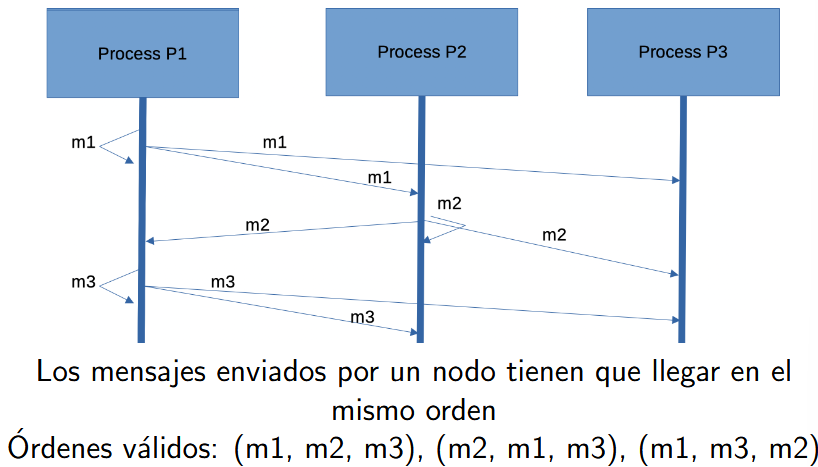 Process P1
Process P2
Process P3
m1
m1
m1
m2
m2
m2
m3
m3
m3
Los mensajes enviados por un nodo tienen que llegar en el
mismo orden
Órdenes válidos: (m1, m2, m3), (m2, m1, m3), (m1, m3, m2)